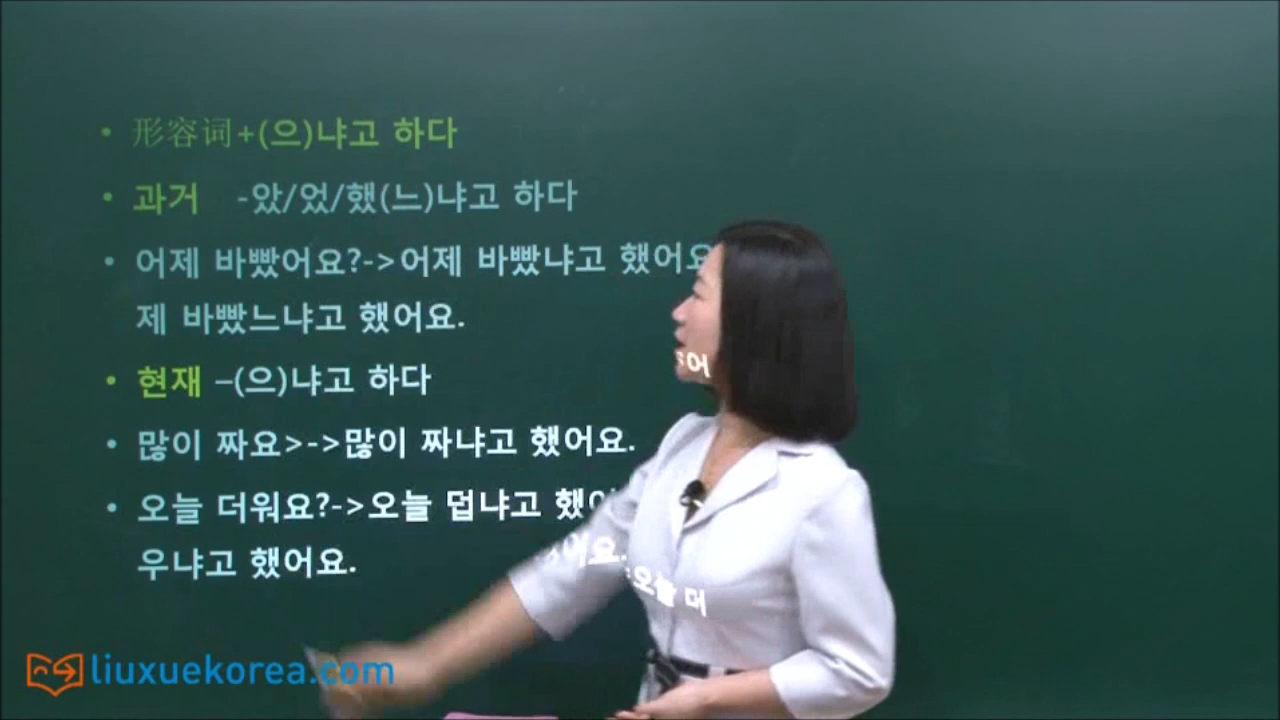 • 形容词+(으)냐고 하다
• 과거 -았/었/했(느)냐고 하다
• 어제 바빴어요?->어제 바빴냐고 했어요
제 바빴느냐고 했어요.
• 현재 –(으)냐고 하다
• 많이 짜요>->많이 짜냐고 했어요.
• 오늘 더워요?->오늘 덥냐고 했어
우냐고 했어요.
liuxuekorea.com